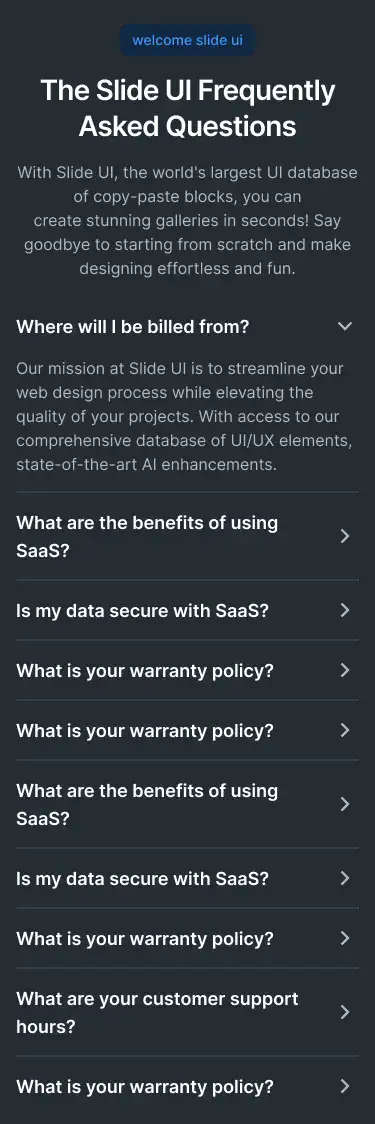 welcome slide ui
The Slide UI Frequently
Asked Questions
With Slide UI, the world's largest UI database
of copy-paste blocks, you can
create stunning galleries in seconds! Say
goodbye to starting from scratch and make
designing effortless and fun.
Where will I be billed from?
Our mission at Slide UI is to streamline your
web design process while elevating the
quality of your projects. With access to our
comprehensive database of UI/UX elements,
state-of-the-art AI enhancements.
What are the benefits of using
SaaS?
Is my data secure with SaaS?
What is your warranty policy?
What is your warranty policy?
What are the benefits of using
SaaS?
Is my data secure with SaaS?
What is your warranty policy?
What are your customer support
hours?
What is your warranty policy?